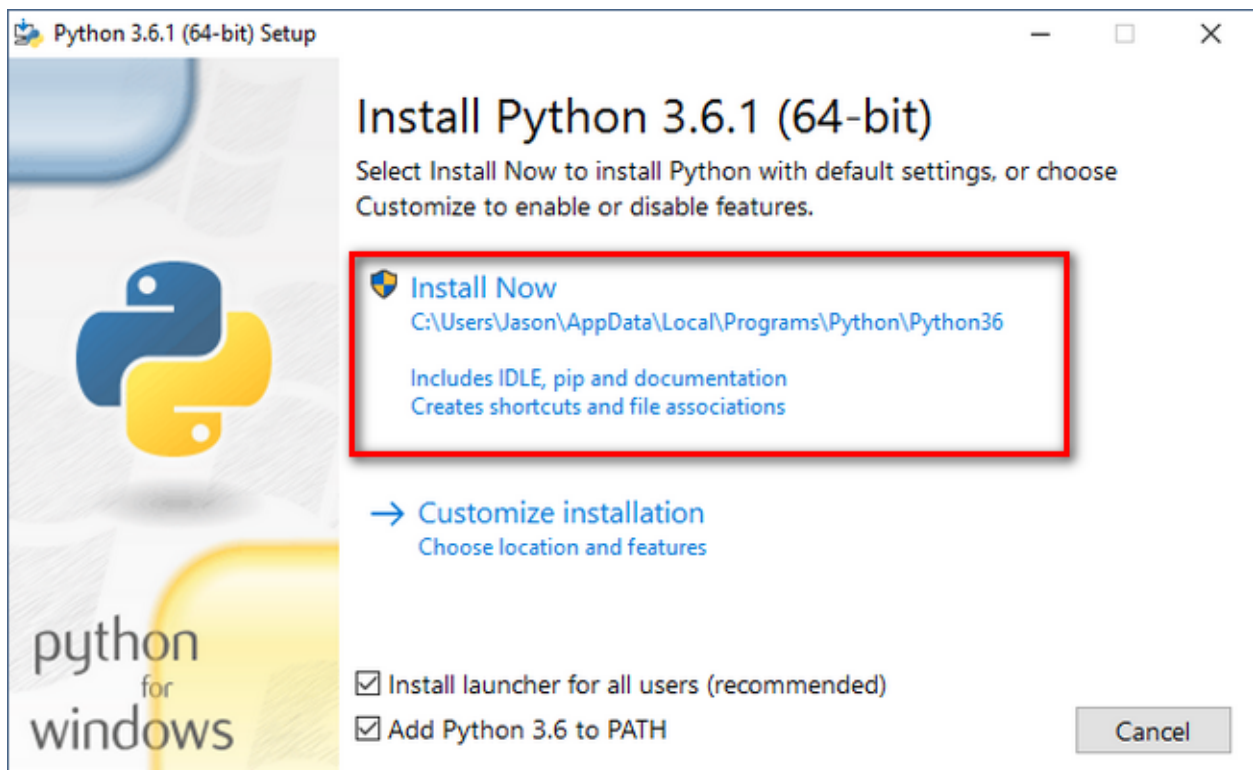 Python 3.6.1 (64-bit) Setup
Install Python 3.6.1 (64-bit)
Select Install Now to install Python with default settings, or choose
Customize to enable or disable features.
Install Now
C:\Users\Jason\AppData\Local\Programs\Python\Python36
Includes IDLE, pip and documentation
Creates shortcuts and file associations
Customize installation
Choose location and features
python
for
windows
Install launcher for all users (recommended)
Add Python 3.6 to PATH
Cancel